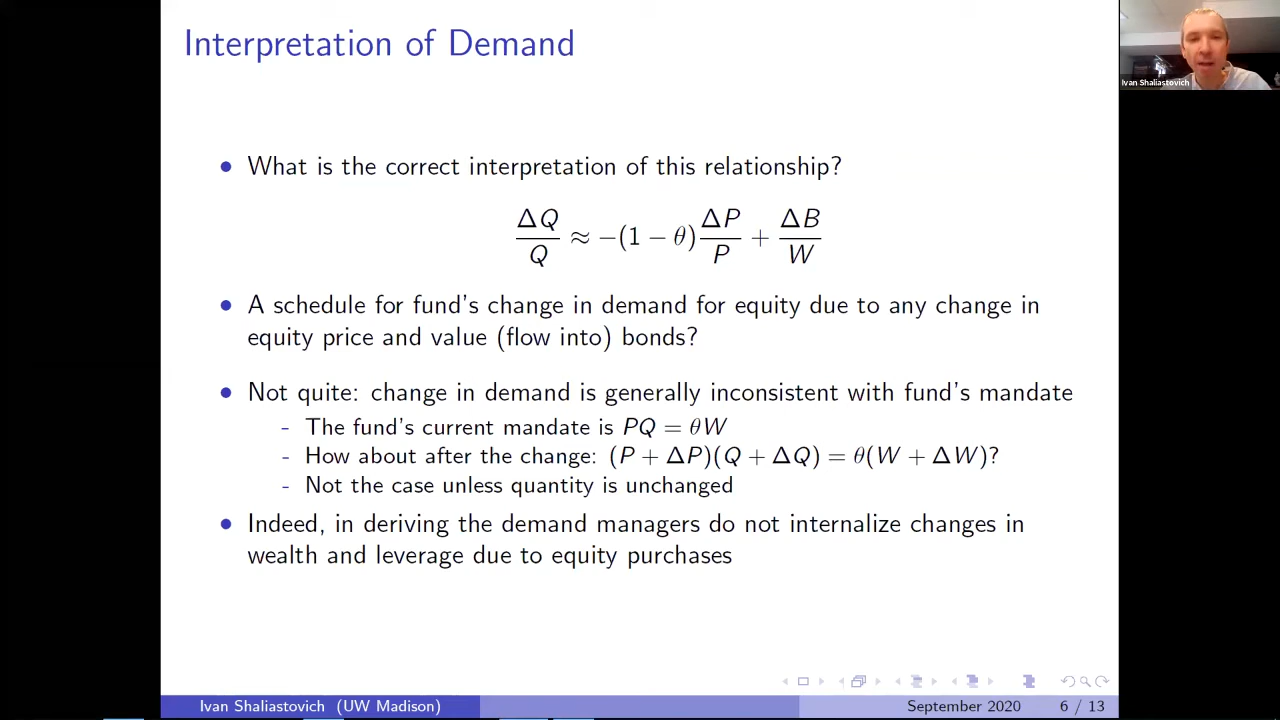 Interpretation of Demand
Ivan Shaliastovich
• What is the correct interpretation of this relationship?
ΔQ/Q ≈ −(1 − θ)ΔP/P + ΔB/W
• A schedule for fund's change in demand for equity due to any change in
equity price and value (flow into) bonds?
• Not quite: change in demand is generally inconsistent with fund's mandate
- The fund's current mandate is PQ = θW
- How about after the change: (P + ΔP)(Q + ΔQ) = θ(W + ΔW)?
- Not the case unless quantity is unchanged
• Indeed, in deriving the demand managers do not internalize changes in
wealth and leverage due to equity purchases
Ivan Shaliastovich (UW Madison)
September 2020 6 / 13